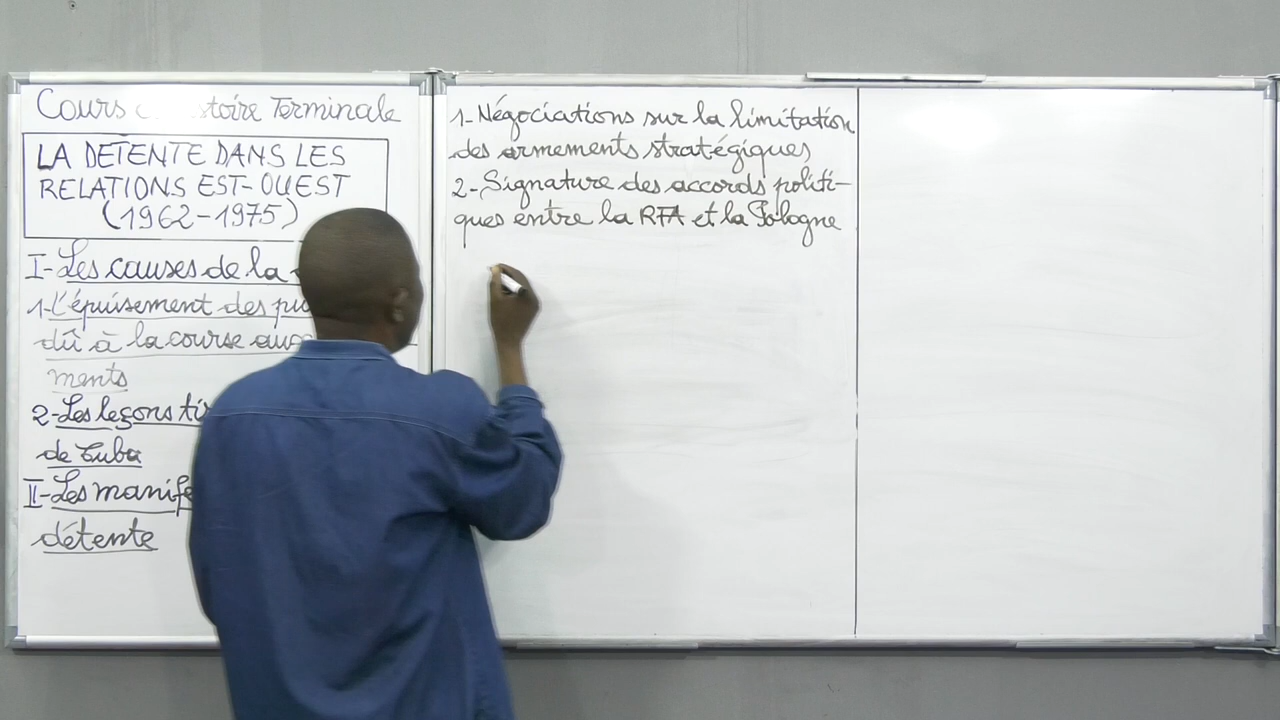 Cours toire Terminale
LA DETENTE DANS LES
RELATIONS EST-OUEST
(1962-1975)
I-Les causes de la
1-L'épuisement des
dû à la course aux
ments
2-Les leçons
de Cuba
II-Les
détente
1-Négociations sur la limitation
des armements stratégiques
2-Signature des accords politi-
ques entre la RFA et la Pologne